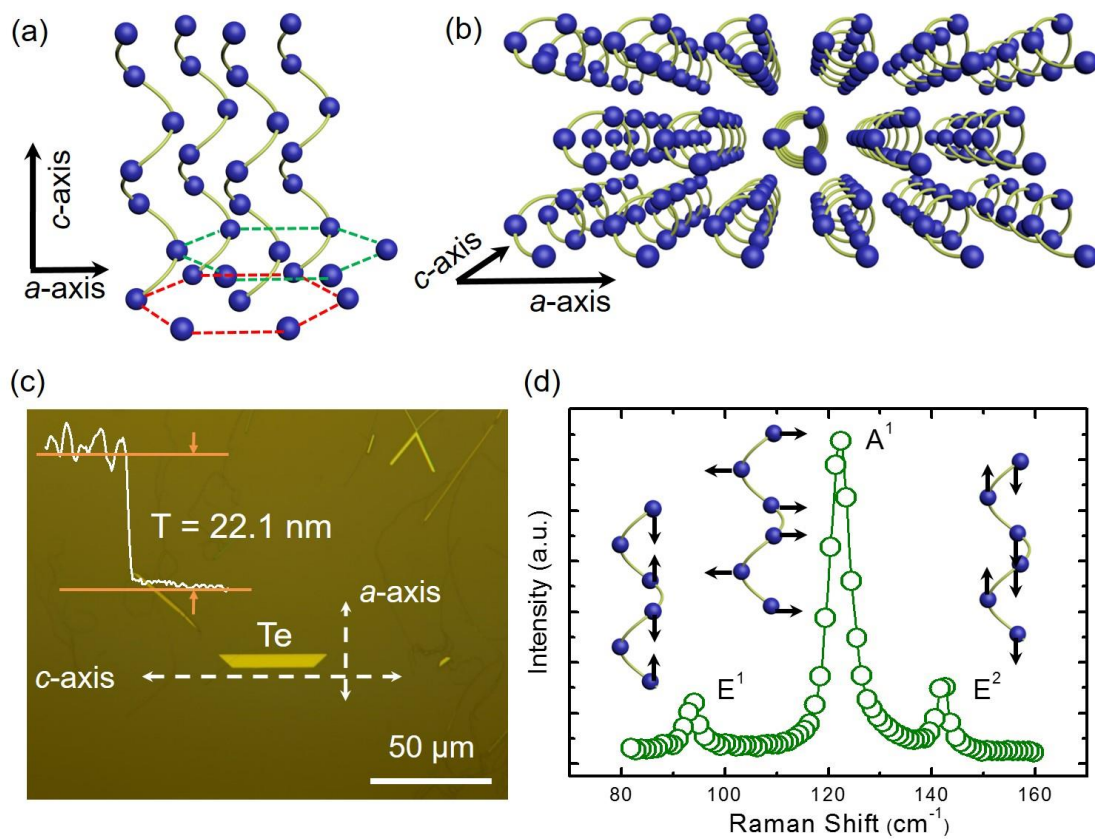 (a)
c-axis
a-axis
(b)
c-axis
a-axis
(c)
T = 22.1 nm
a-axis
Te
c-axis
50 μm
(d)
A¹
E¹
E²
Intensity (a.u.)
80 100 120 140 160
Raman Shift (cm⁻¹)